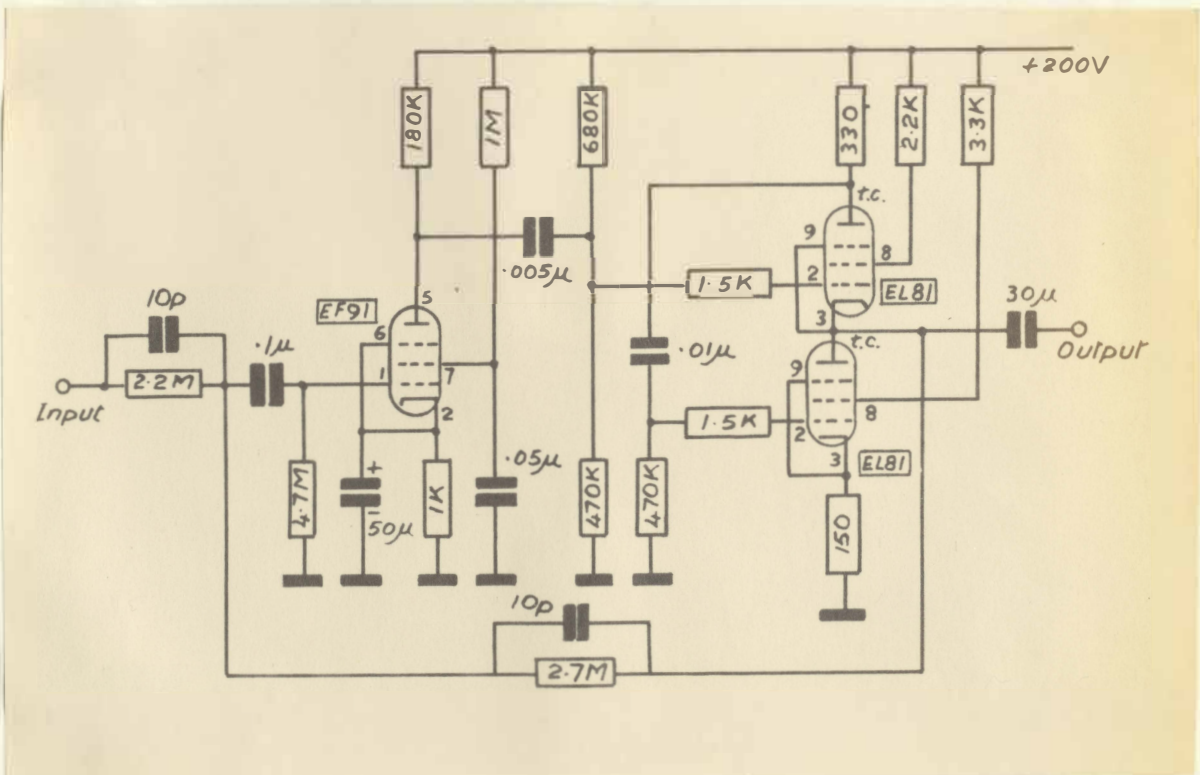 +200V
180K
1M
680K
330
2.2K
3.3K
t.c.
9
8
2
EL81
3
.005μ
1.5K
10p
EF91
5
6
.1μ
30μ
.01μ
t.c.
Output
2.2M
1
7
9
8
Input
2
1.5K
2
3
EL81
.05μ
4.7M
+
-
50μ
1K
470K
470K
150
10p
2.7M